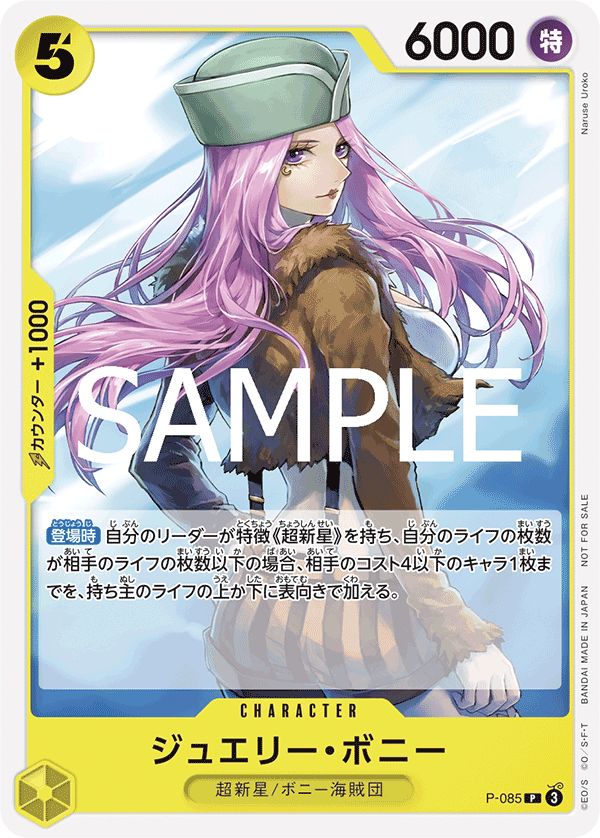 5
6000 特
Naruse Uroko
カウンター +1000
SAMPLE
登場時 自分のリーダーが特徴《超新星》を持ち、自分のライフの枚数
が相手のライフの枚数以下の場合、相手のコスト4以下のキャラ1枚ま
でを、持ち主のライフの上か下に表向きで加える。
©E.O/S ©O/S・F・T BANDAI MADE IN JAPAN NOT FOR SALE
CHARACTER
ジュエリー・ボニー
超新星/ボニー海賊団
P-085 P 3